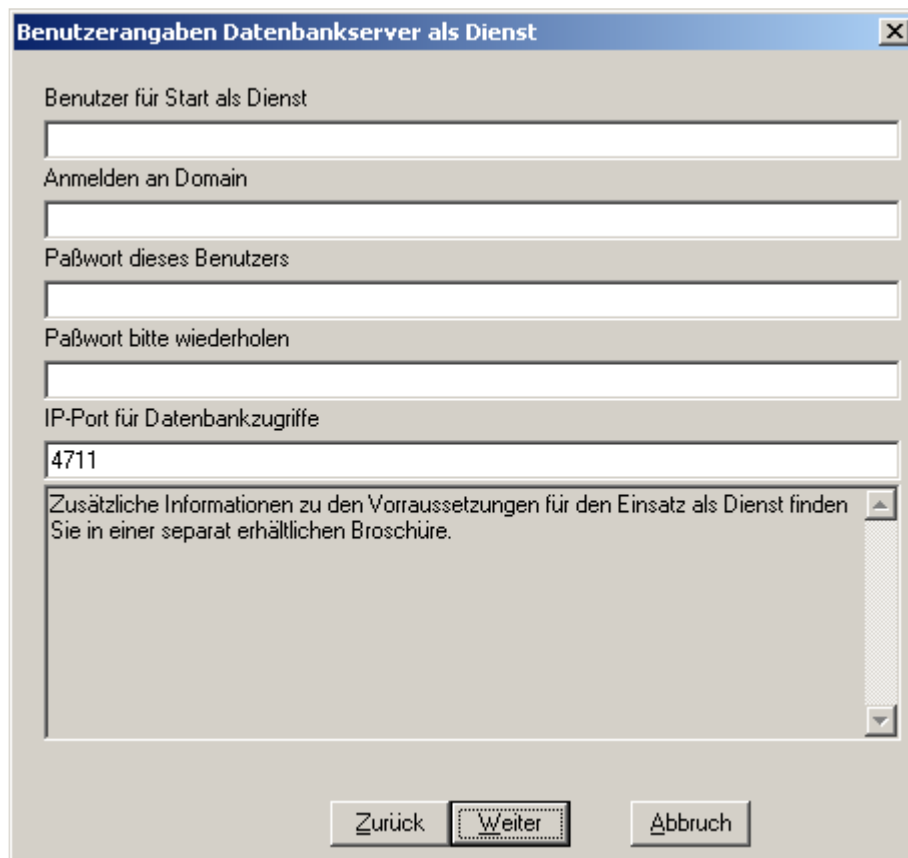 Benutzerangaben Datenbankserver als Dienst
Benutzer für Start als Dienst
Anmelden an Domain
Paßwort dieses Benutzers
Paßwort bitte wiederholen
IP-Port für Datenbankzugriffe
4711
Zusätzliche Informationen zu den Vorraussetzungen für den Einsatz als Dienst finden
Sie in einer separat erhältlichen Broschüre.
Zurück Weiter Abbruch